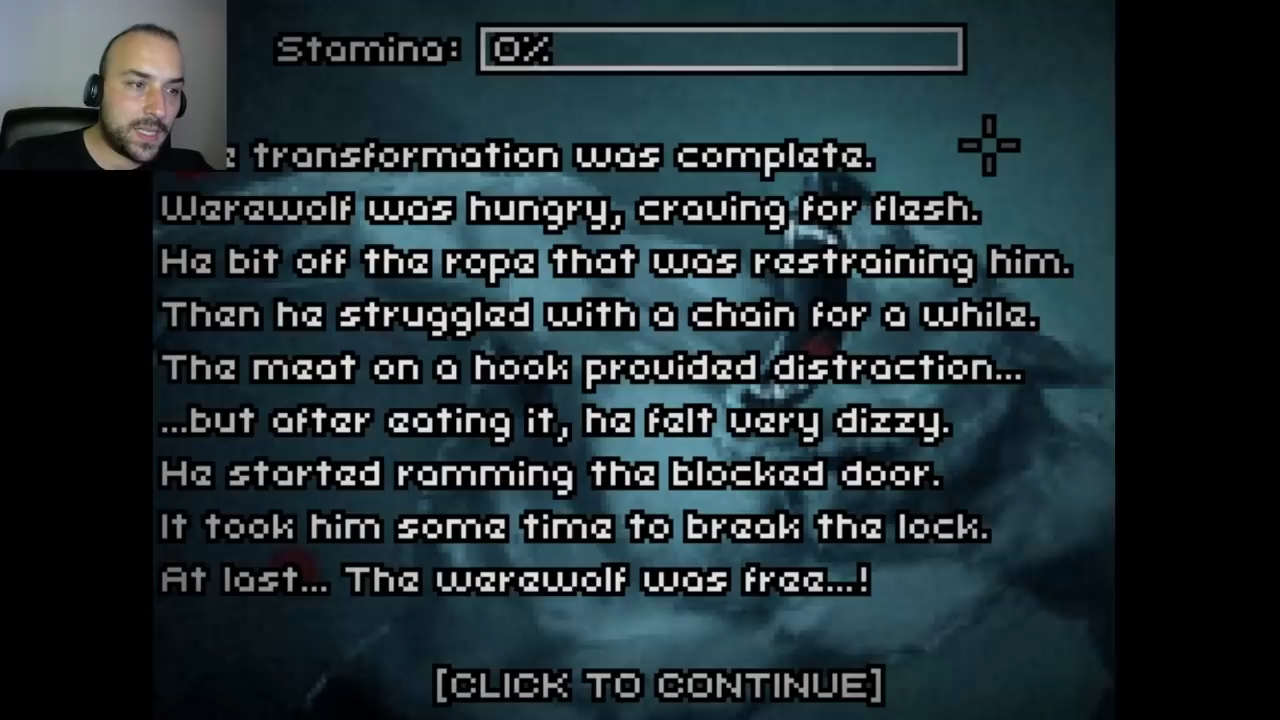 Stamina: 0%
transformation was complete.
Werewolf was hungry, craving for flesh.
He bit off the rope that was restraining him.
Then he struggled with a chain for a while.
The meat on a hook provided distraction...
...but after eating it, he felt very dizzy.
He started ramming the blocked door.
It took him some time to break the lock.
At last... The werewolf was free...!
[CLICK TO CONTINUE]